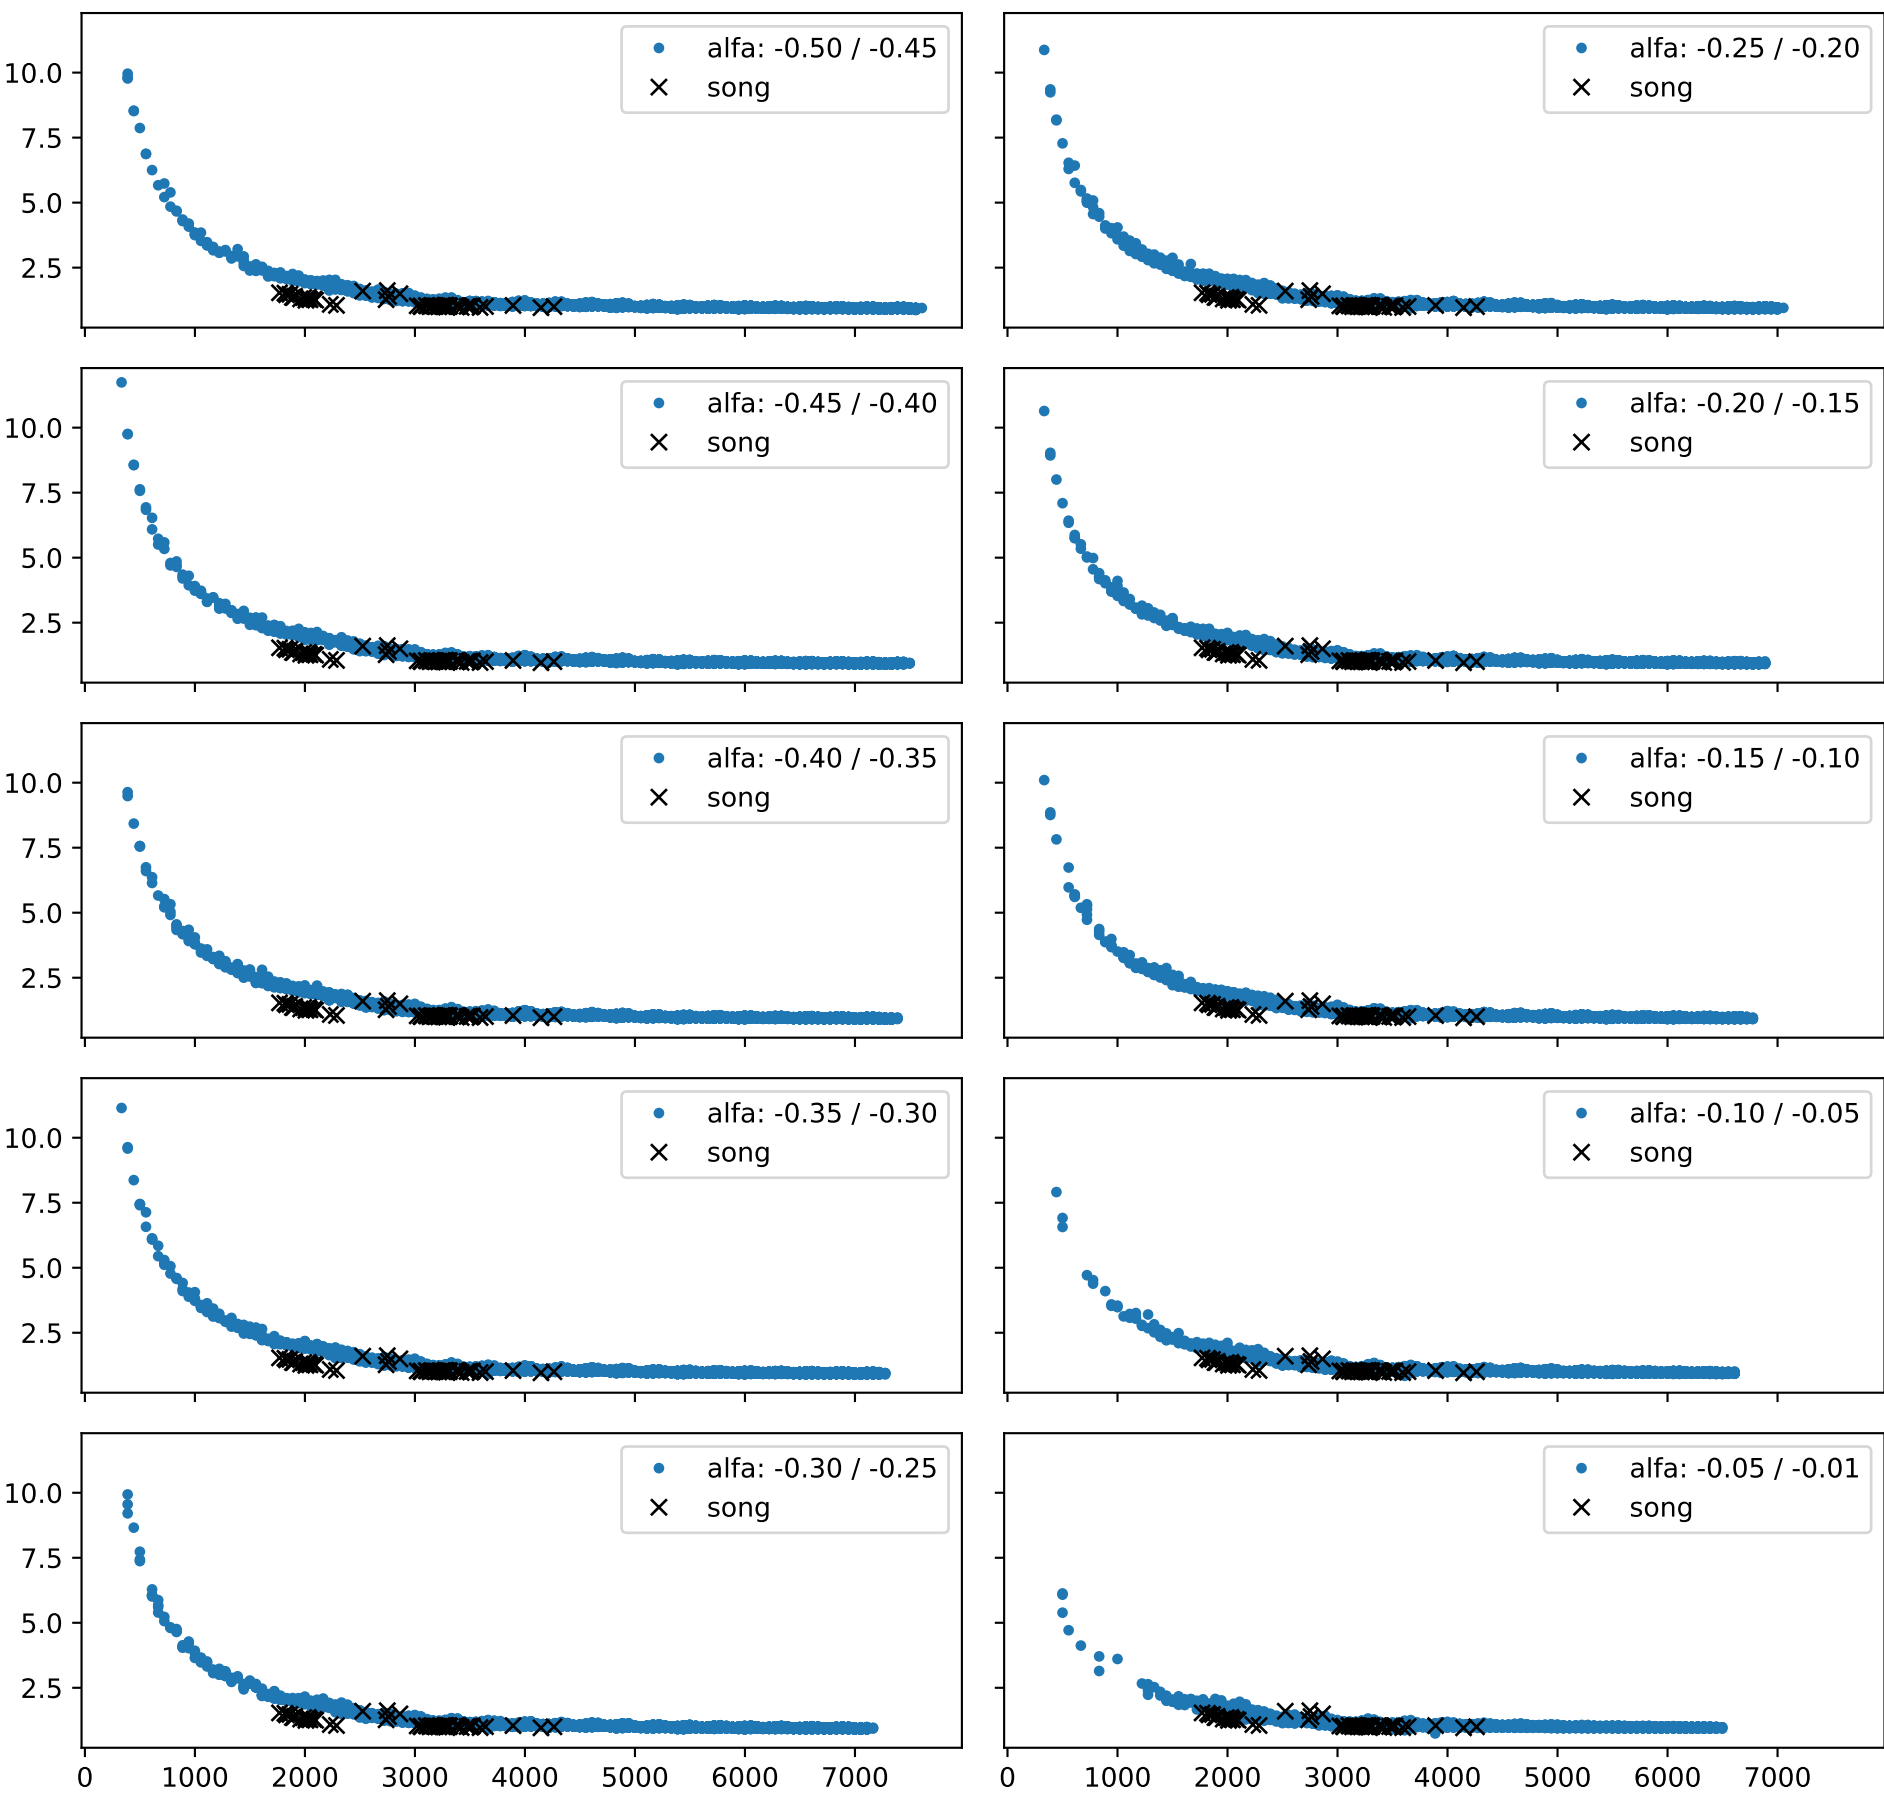 alfa: -0.50 / -0.45
song
10.0
7.5
5.0
2.5
alfa: -0.25 / -0.20
song
alfa: -0.45 / -0.40
song
10.0
7.5
5.0
2.5
alfa: -0.20 / -0.15
song
alfa: -0.40 / -0.35
song
10.0
7.5
5.0
2.5
alfa: -0.15 / -0.10
song
alfa: -0.35 / -0.30
song
10.0
7.5
5.0
2.5
alfa: -0.10 / -0.05
song
alfa: -0.30 / -0.25
song
10.0
7.5
5.0
2.5
0 1000 2000 3000 4000 5000 6000 7000
alfa: -0.05 / -0.01
song
0 1000 2000 3000 4000 5000 6000 7000